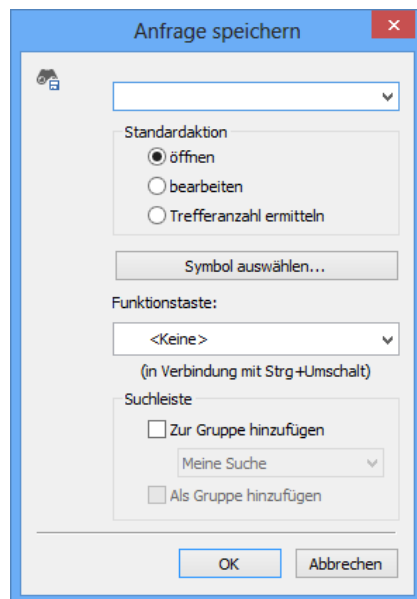 Anfrage speichern
Standardaktion
öffnen
bearbeiten
Trefferanzahl ermitteln
Symbol auswählen...
Funktionstaste:
<Keine>
(in Verbindung mit Strg+Umschalt)
Suchleiste
Zur Gruppe hinzufügen
Meine Suche
Als Gruppe hinzufügen
OK Abbrechen